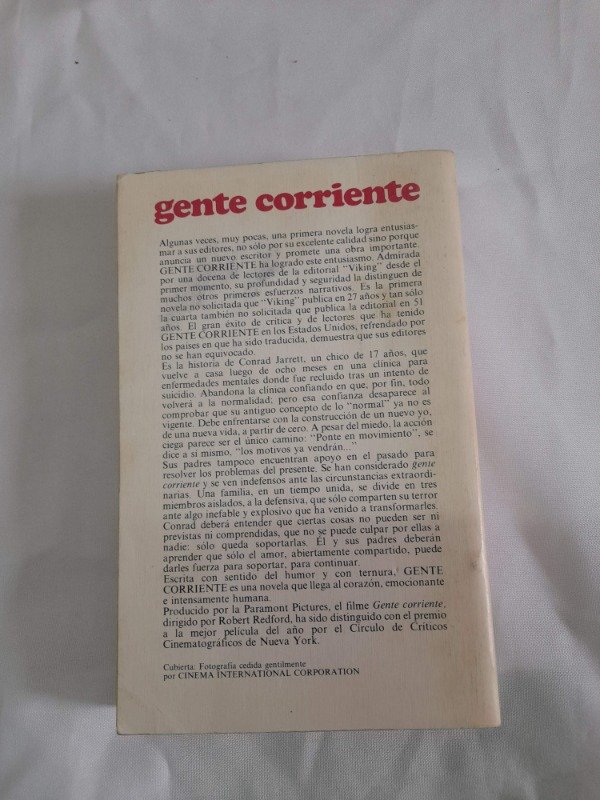 gente corriente
Algunas veces, muy pocas, una primera novela logra entusias-
mar a sus editores, no sólo por su excelente calidad sino porque
anuncia un nuevo escritor y promete una obra importante.
GENTE CORRIENTE ha logrado este entusiasmo. Admirada
por una docena de lectores de la editorial "Viking" desde el
primer momento, su profundidad y seguridad la distinguen de
muchos otros primeros esfuerzos narrativos. Es la primera
novela no solicitada que "Viking" publica en 27 años y tan sólo
la cuarta también no solicitada que publica la editorial en 51
años. El gran éxito de crítica y de lectores que ha tenido
GENTE CORRIENTE en los Estados Unidos, refrendado por
los países en que ha sido traducida, demuestra que sus editores
no se han equivocado.
Es la historia de Conrad Jarrett, un chico de 17 años, que
vuelve a casa luego de ocho meses en una clínica para
enfermedades mentales donde fue recluido tras un intento de
suicidio. Abandona la clínica confiando en que, por fin, todo
volverá a la normalidad; pero esa confianza desaparece al
comprobar que su antiguo concepto de lo "normal" ya no es
vigente. Debe enfrentarse con la construcción de un nuevo yo,
de una nueva vida, a partir de cero. A pesar del miedo, la acción
ciega parece ser el único camino: "Ponte en movimiento", se
dice a sí mismo, "los motivos ya vendrán..."
Sus padres tampoco encuentran apoyo en el pasado para
resolver los problemas del presente. Se han considerado gente
corriente y se ven indefensos ante las circunstancias extraordi-
narias. Una familia, en un tiempo unida, se divide en tres
miembros aislados, a la defensiva, que sólo comparten su terror
ante algo inefable y explosivo que ha venido a transformarles.
Conrad deberá entender que ciertas cosas no pueden ser ni
previstas ni comprendidas, que no se puede culpar por ellas a
nadie: sólo queda soportarlas. Él y sus padres deberán
aprender que sólo el amor, abiertamente compartido, puede
darles fuerza para soportar, para continuar.
Escrita con sentido del humor y con ternura, GENTE
CORRIENTE es una novela que llega al corazón, emocionante
e intensamente humana.
Producido por la Paramont Pictures, el filme Gente corriente,
dirigido por Robert Redford, ha sido distinguido con el premio
a la mejor película del año por el Círculo de Críticos
Cinematográficos de Nueva York.
Cubierta: Fotografía cedida gentilmente
por CINEMA INTERNATIONAL CORPORATION